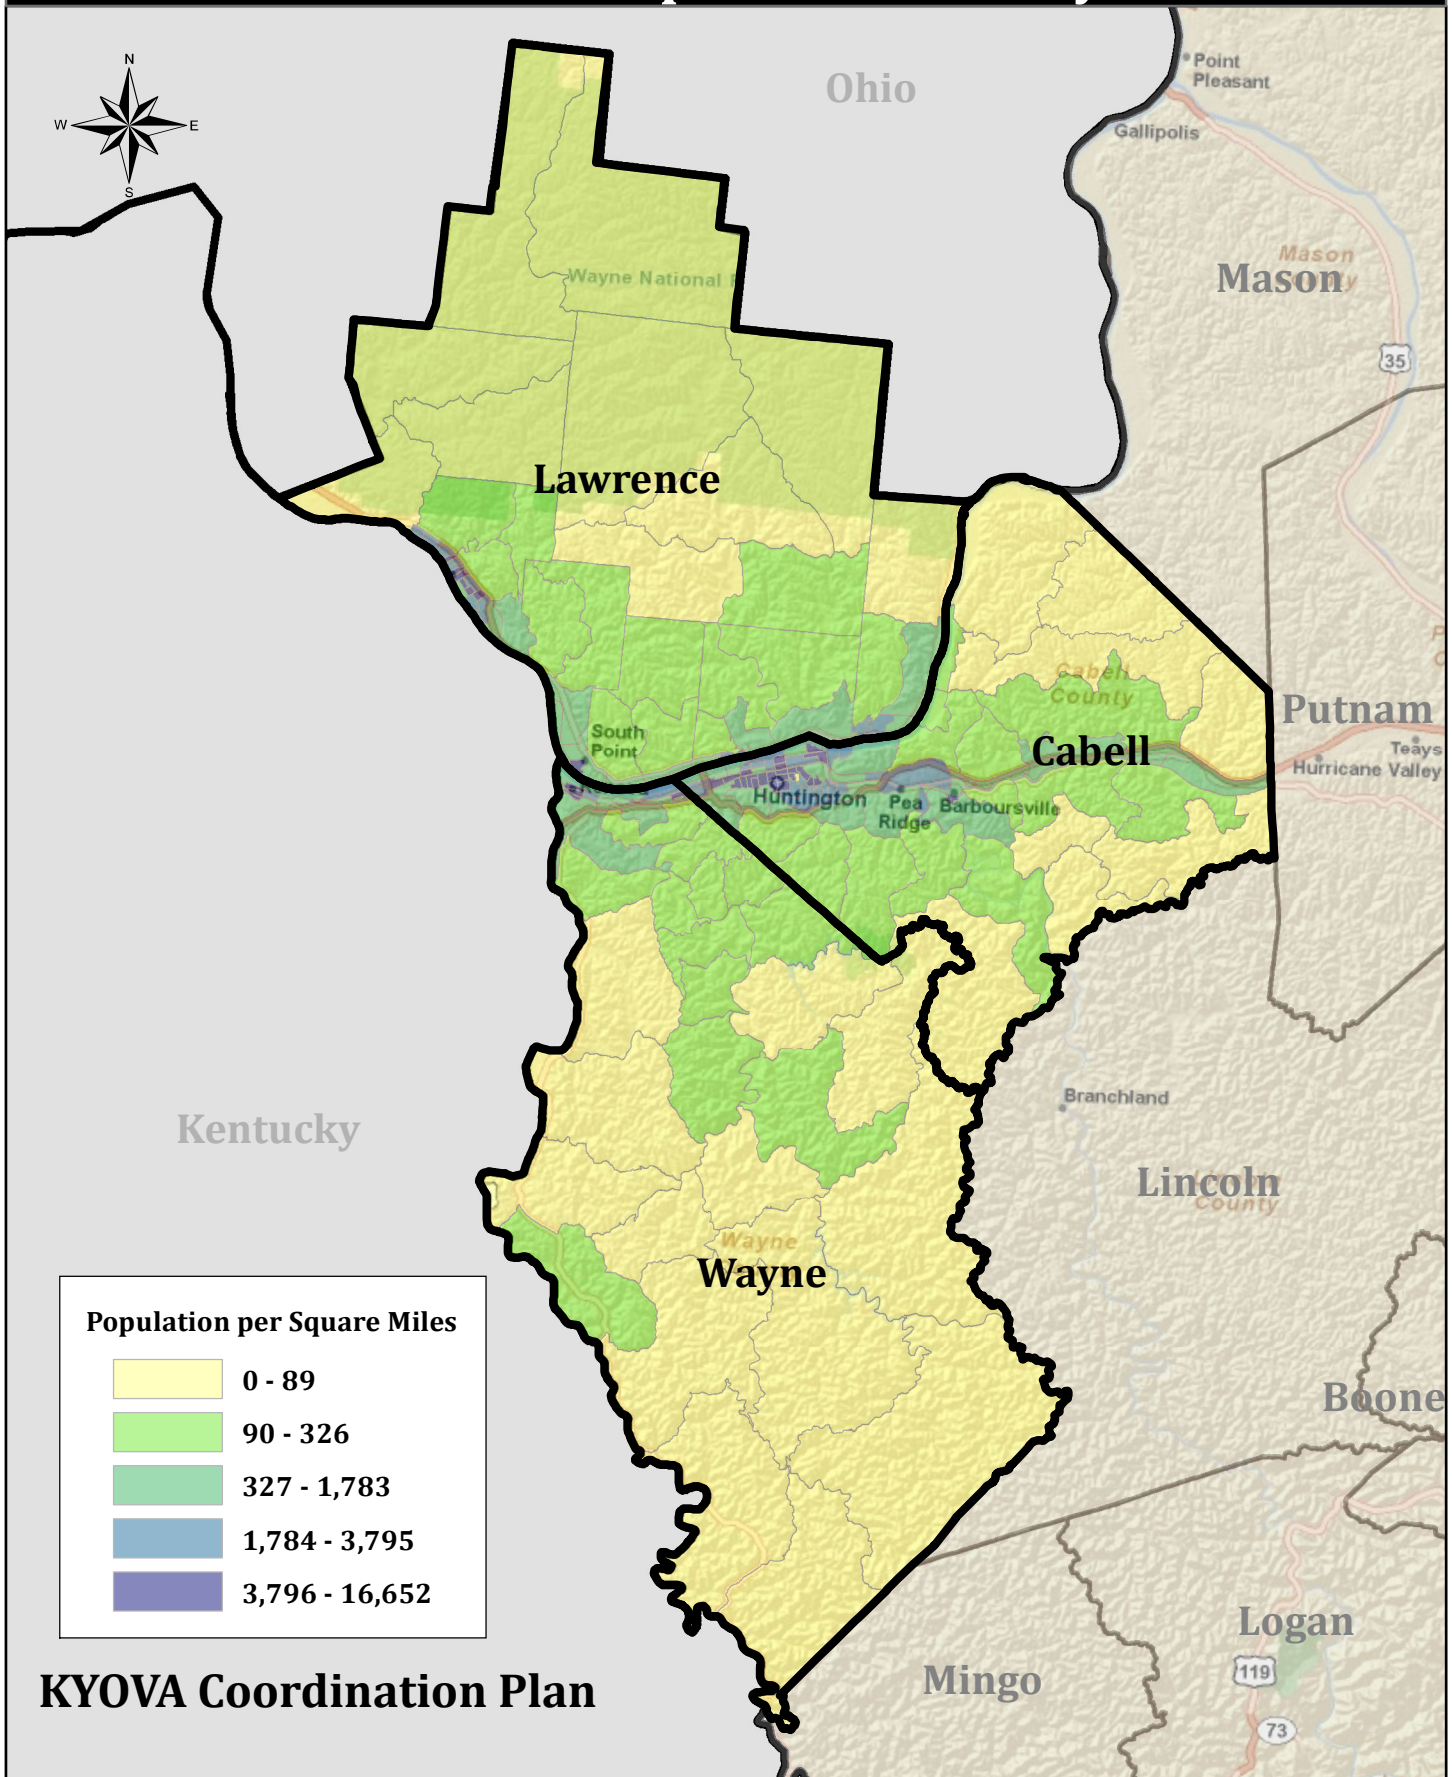 N
W
E
S
Ohio
Point
Pleasant
Gallipolis
Mason
County
Mason
35
Wayne National
Lawrence
Cabell
County
Cabell
Putnam
Teays
Hurricane Valley
South
Point
Huntington
Pea
Ridge
Barboursville
Kentucky
Branchland
Lincoln
County
Wayne
Wayne
Population per Square Miles
0 - 89
90 - 326
327 - 1,783
1,784 - 3,795
3,796 - 16,652
Boone
Logan
119
Mingo
73
KYOVA Coordination Plan